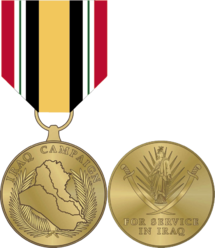 IRAQ CAMPAIGN
FOR SERVICE
IN IRAQ